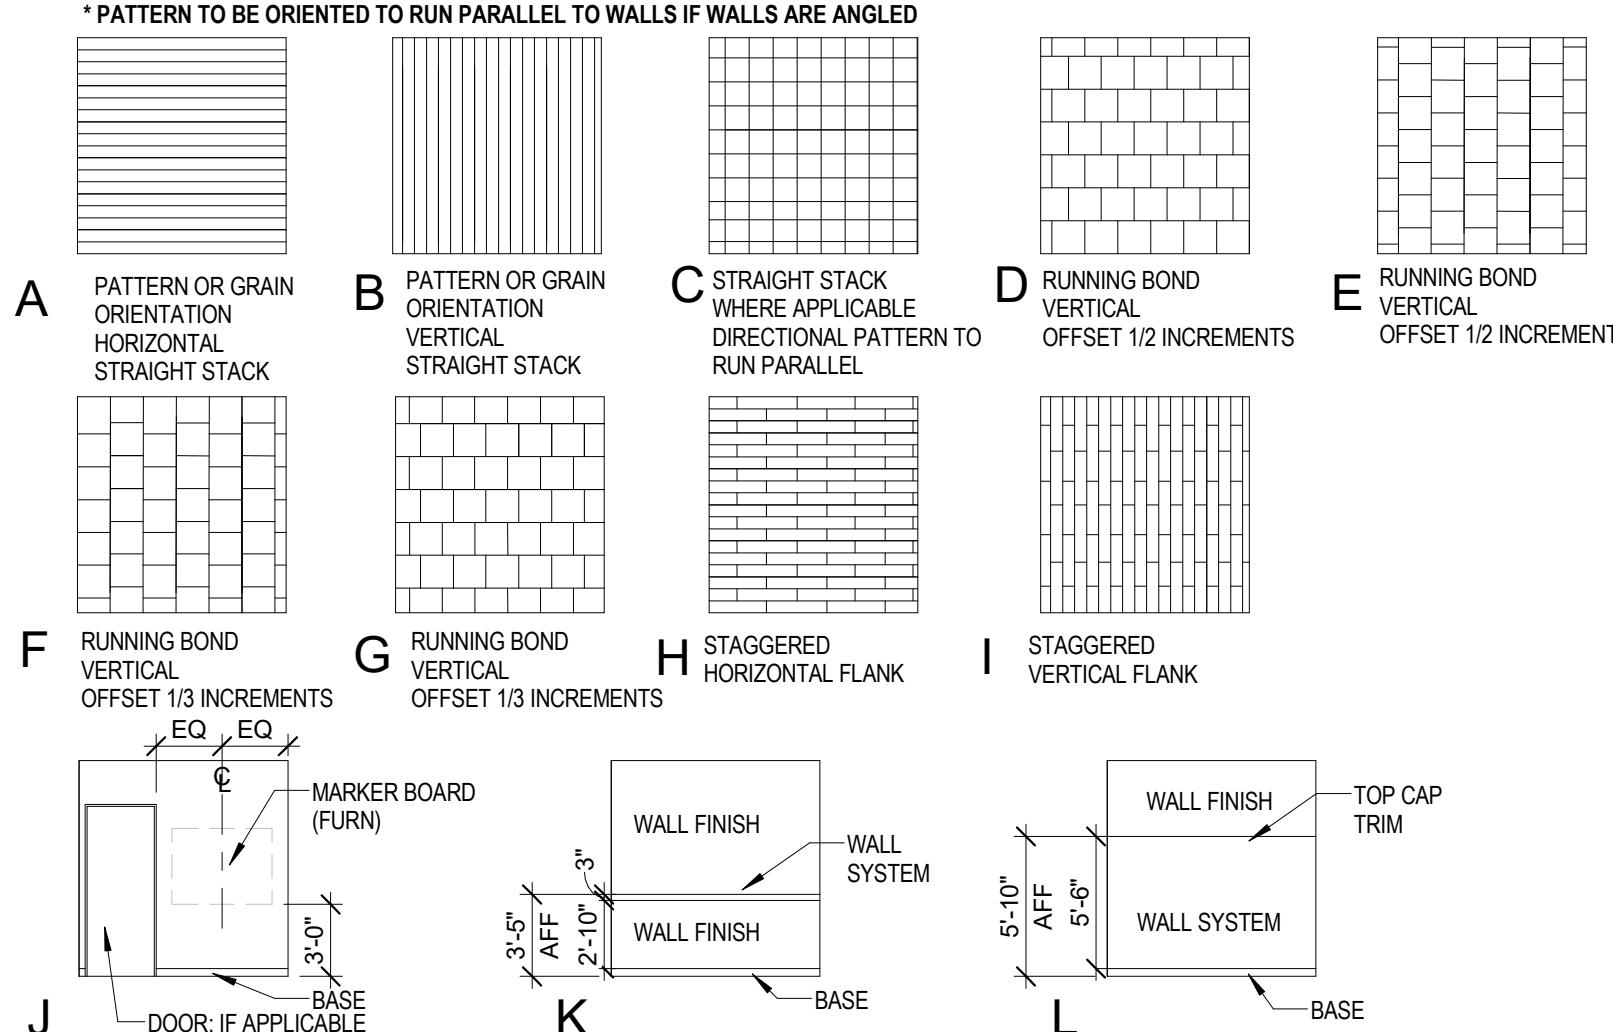 * PATTERN TO BE ORIENTED TO RUN PARALLEL TO WALLS IF WALLS ARE ANGLED
A
PATTERN OR GRAIN
ORIENTATION
HORIZONTAL
STRAIGHT STACK
B
PATTERN OR GRAIN
ORIENTATION
VERTICAL
STRAIGHT STACK
C
STRAIGHT STACK
WHERE APPLICABLE
DIRECTIONAL PATTERN TO
RUN PARALLEL
D
RUNNING BOND
VERTICAL
OFFSET 1/2 INCREMENTS
E
RUNNING BOND
VERTICAL
OFFSET 1/2 INCREMENT
F
RUNNING BOND
VERTICAL
OFFSET 1/3 INCREMENTS
G
RUNNING BOND
VERTICAL
OFFSET 1/3 INCREMENTS
H
STAGGERED
HORIZONTAL FLANK
I
STAGGERED
VERTICAL FLANK
EQ EQ
℄
MARKER BOARD
(FURN)
3'-0"
BASE
DOOR: IF APPLICABLE
J
WALL FINISH
3"
WALL
SYSTEM
3'-5"
AFF
2'-10"
WALL FINISH
BASE
K
WALL FINISH
TOP CAP
TRIM
5'-10"
AFF
5'-6"
WALL SYSTEM
BASE
L